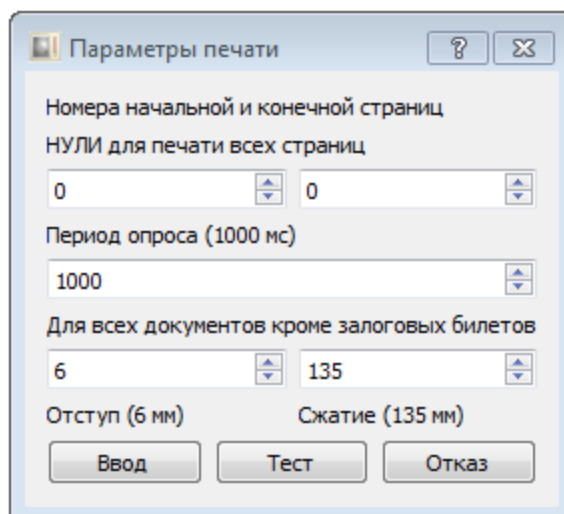 Параметры печати
Номера начальной и конечной страниц
НУЛИ для печати всех страниц
0 0
Период опроса (1000 мс)
1000
Для всех документов кроме залоговых билетов
6 135
Отступ (6 мм) Сжатие (135 мм)
Ввод Тест Отказ